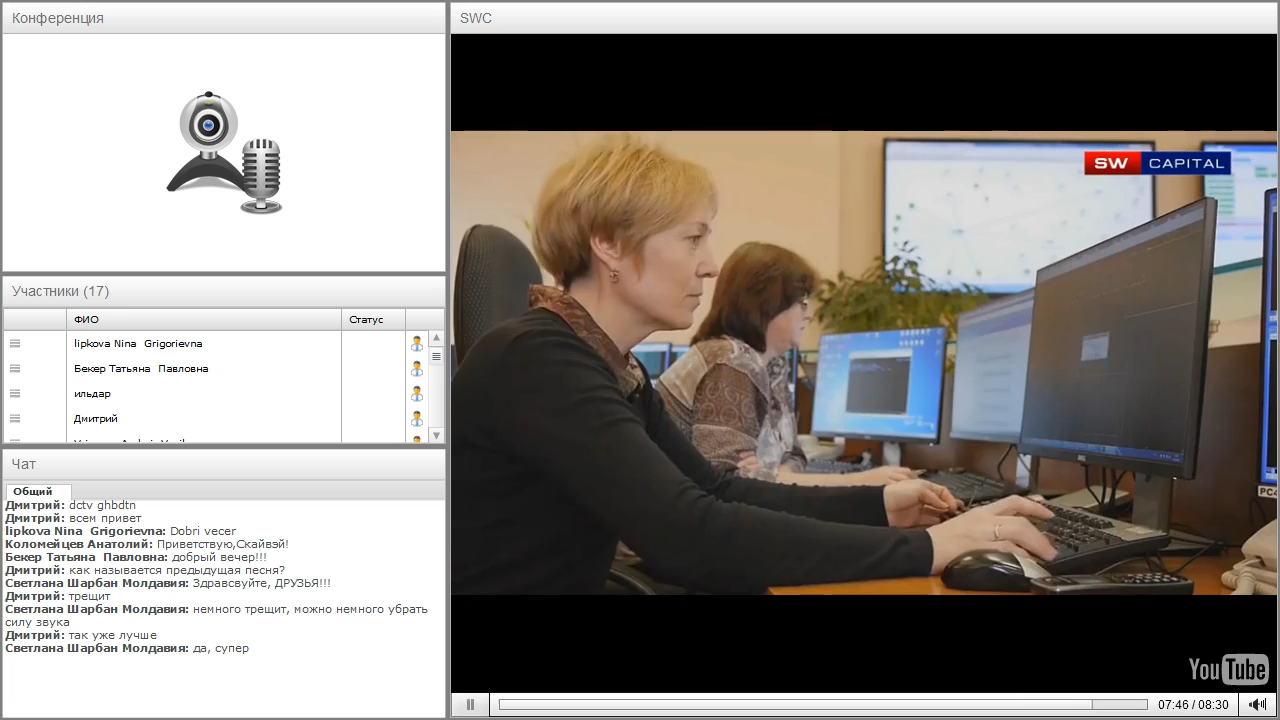 Конференция
SWC
SW CAPITAL
Участники (17)
ФИО
Статус
lipkova Nina Grigorievna
Бекер Татьяна Павловна
ильдар
Дмитрий
Чат
Общий
Дмитрий: dctv ghbdtn
Дмитрий: всем привет
lipkova Nina Grigorievna: Dobri vecer
Коломейцев Анатолий: Приветствую,Скайвэй!
Бекер Татьяна Павловна: добрый вечер!!!
Дмитрий: как называется предыдущая песня?
Светлана Шарбан Молдавия: Здравсвуйте, ДРУЗЬЯ!!!
Дмитрий: трещит
Светлана Шарбан Молдавия: немного трещит, можно немного убрать
силу звука
Дмитрий: так уже лучше
Светлана Шарбан Молдавия: да, супер
PC4
YouTube
07:46 / 08:30